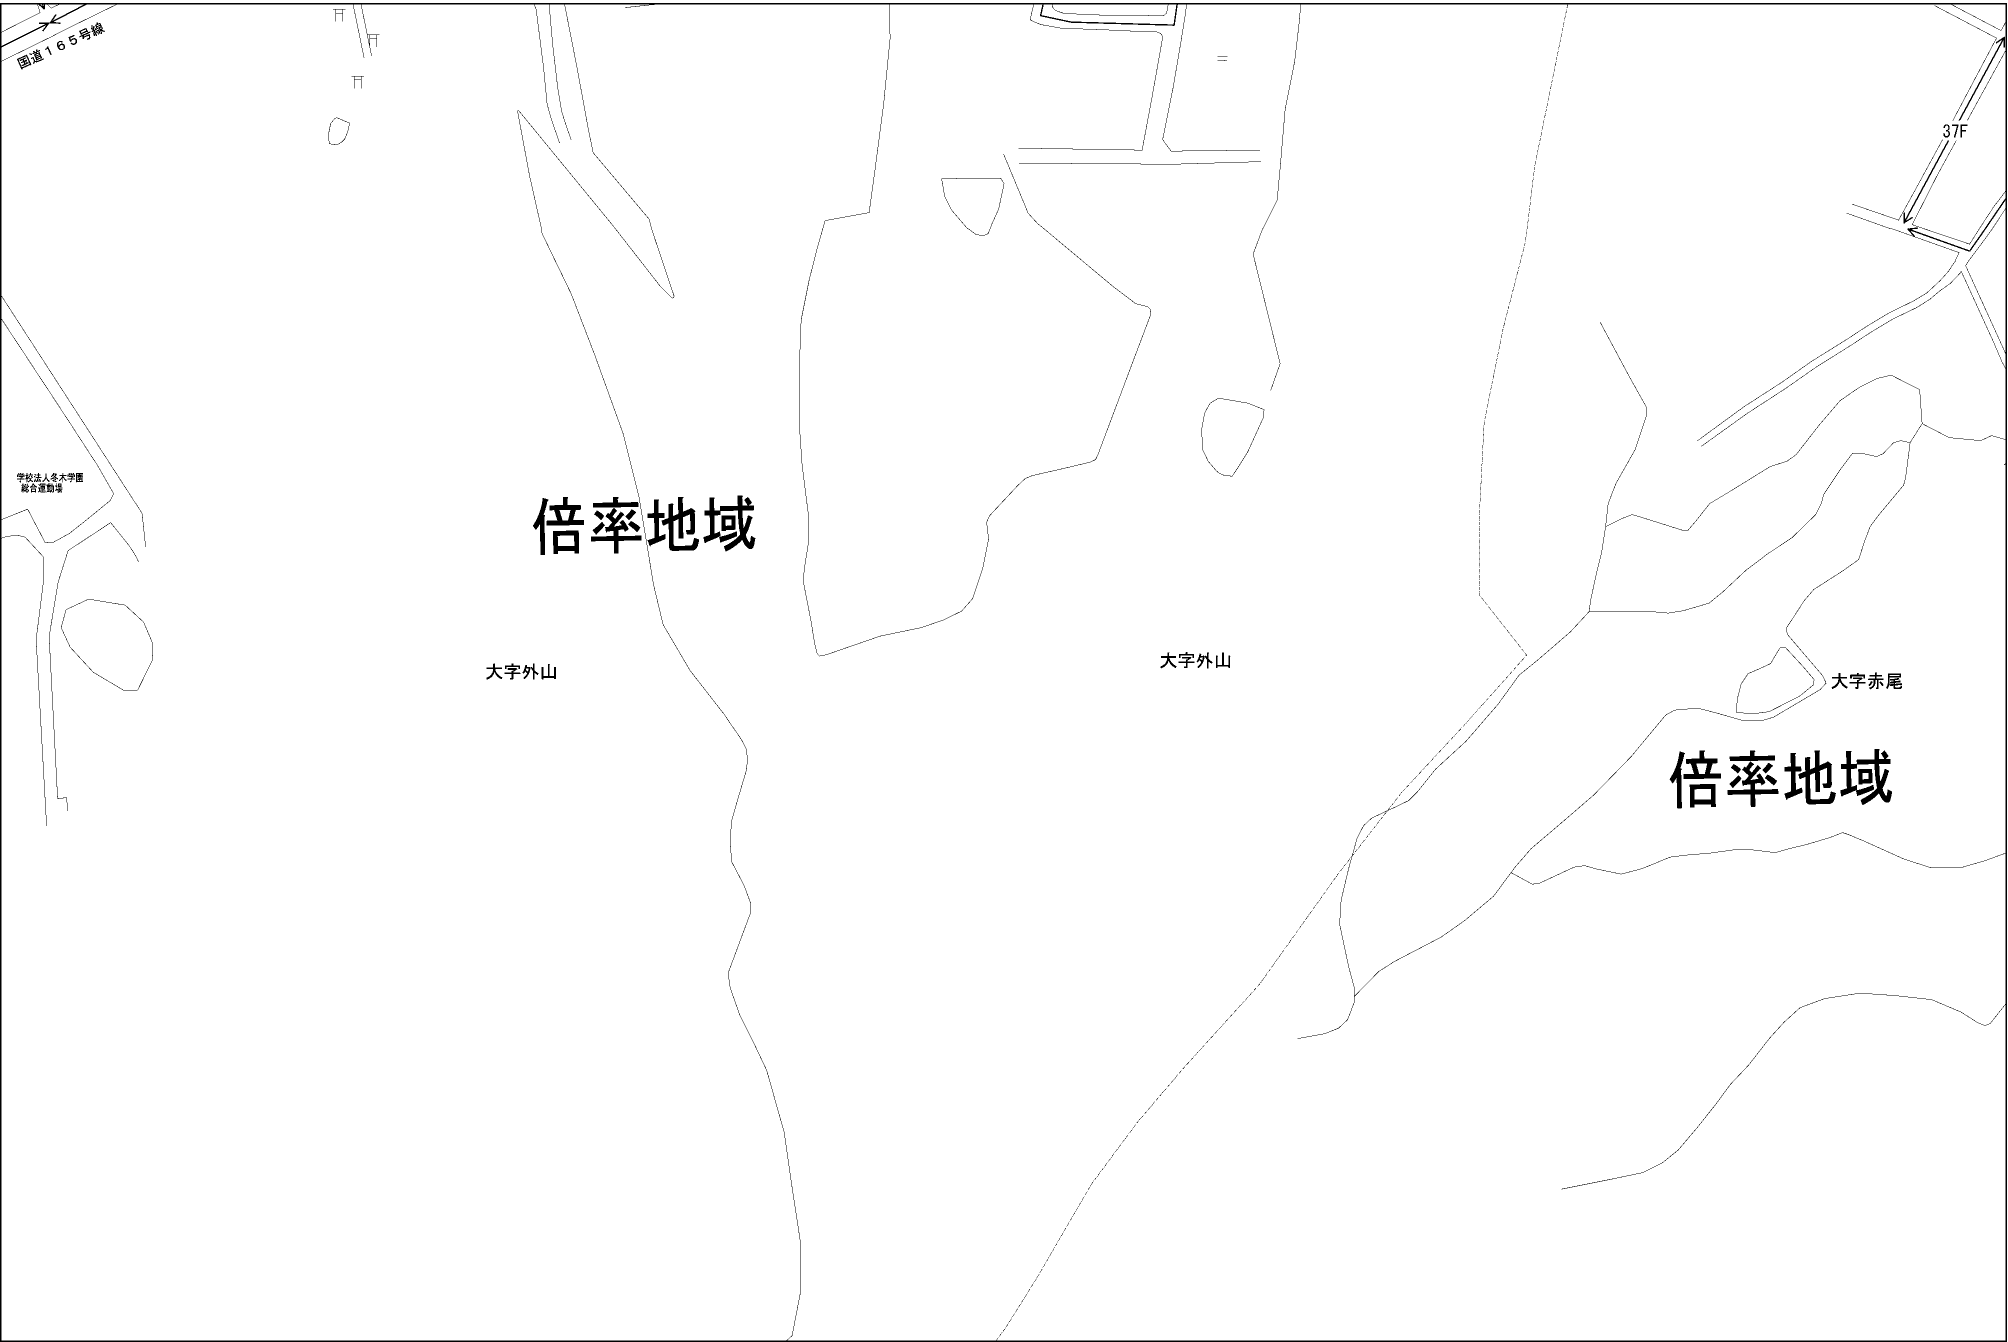 国道１６５号線
37F
学校法人冬木学園
総合運動場
倍率地域
大字外山
大字外山
大字赤尾
倍率地域